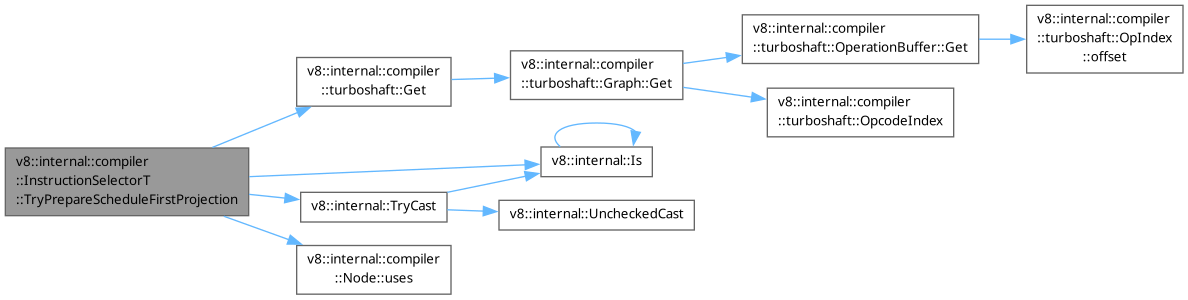 v8::internal::compiler
::InstructionSelectorT
::TryPrepareScheduleFirstProjection
v8::internal::compiler
::turboshaft::Get
v8::internal::compiler
::turboshaft::Graph::Get
v8::internal::compiler
::turboshaft::OperationBuffer::Get
v8::internal::compiler
::turboshaft::OpIndex
::offset
v8::internal::compiler
::turboshaft::OpcodeIndex
v8::internal::Is
v8::internal::TryCast
v8::internal::UncheckedCast
v8::internal::compiler
::Node::uses